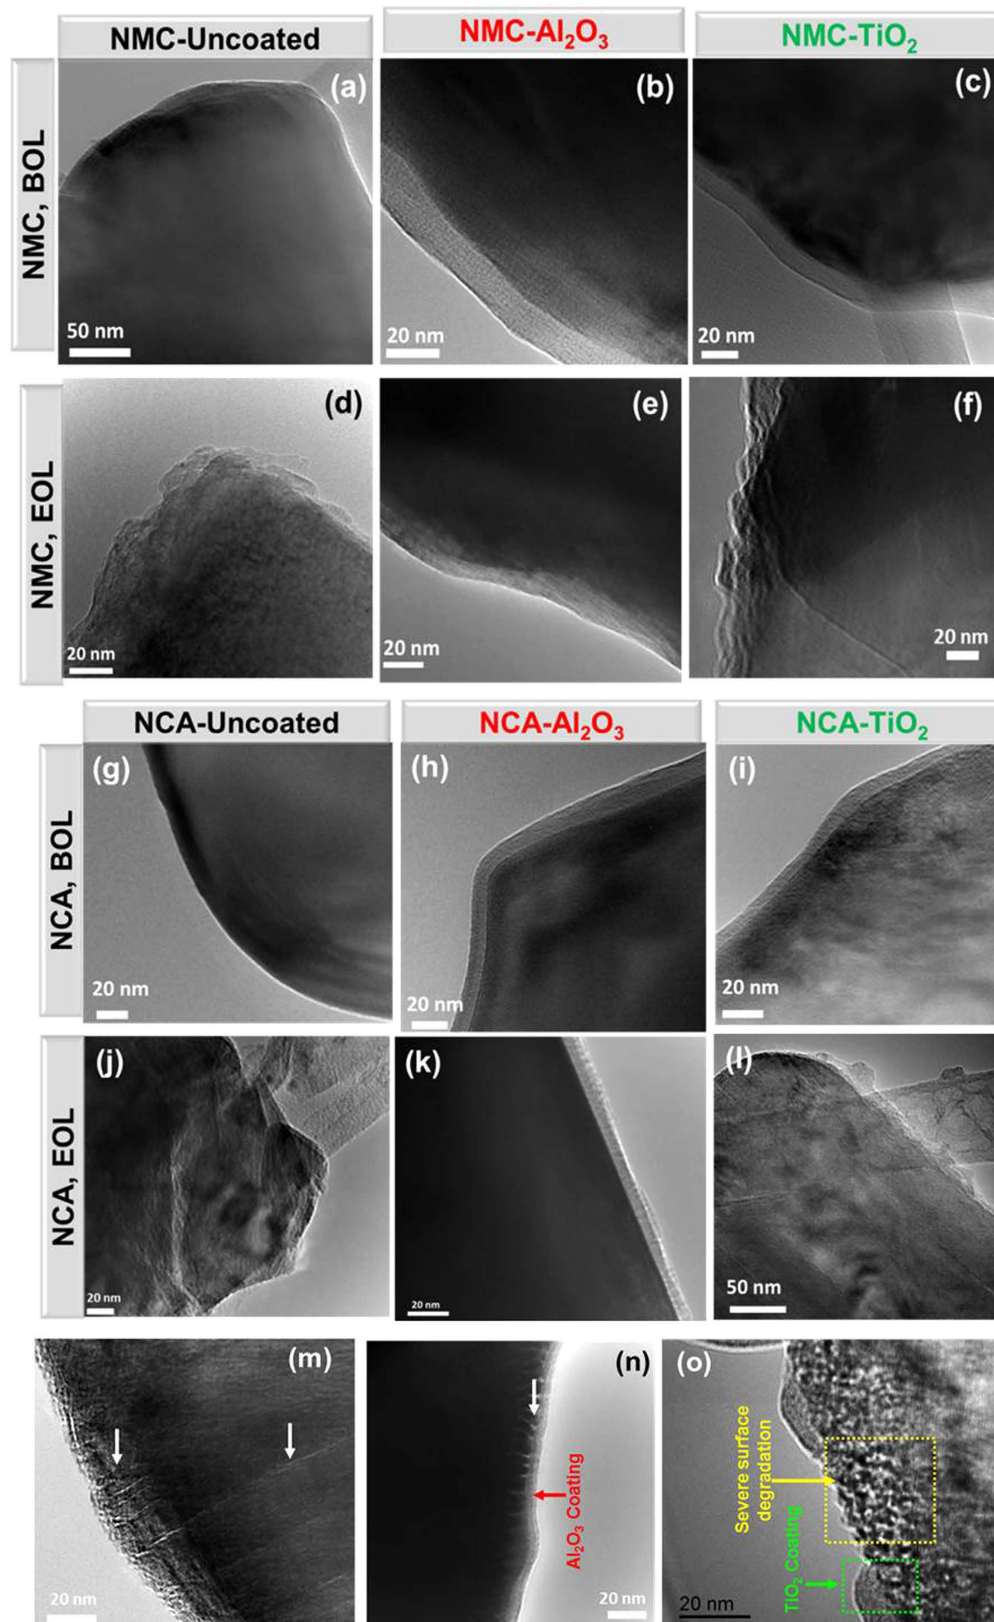 NMC-Uncoated
NMC-Al₂O₃
NMC-TiO₂
NMC, BOL
(a)
50 nm
(b)
20 nm
(c)
20 nm
NMC, EOL
(d)
20 nm
(e)
20 nm
(f)
20 nm
NCA-Uncoated
NCA-Al₂O₃
NCA-TiO₂
NCA, BOL
(g)
20 nm
(h)
20 nm
(i)
20 nm
NCA, EOL
(j)
20 nm
(k)
20 nm
(l)
50 nm
(m)
20 nm
(n)
Al₂O₃ Coating
20 nm
(o)
Severe surface
degradation
TiO₂ Coating
20 nm